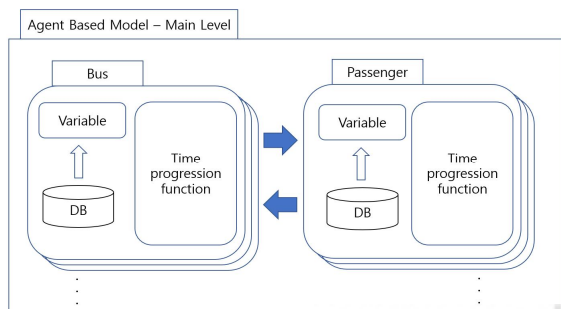 Agent Based Model – Main Level
Bus
Variable
DB
Time
progression
function
Passenger
Variable
DB
Time
progression
function